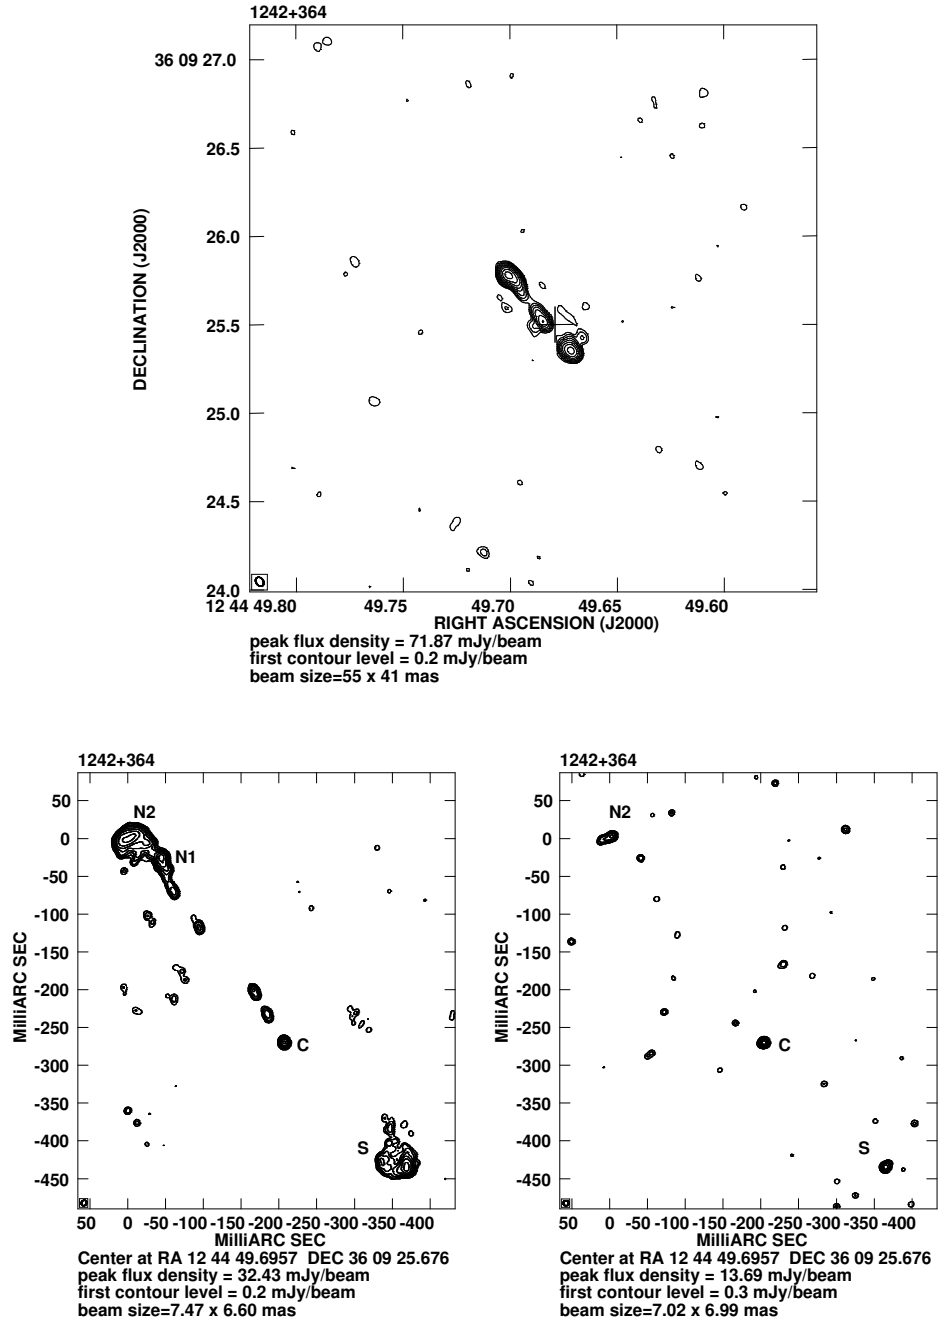 1242+364
36 09 27.0
26.5
26.0
25.5
25.0
24.5
24.0
DECLINATION (J2000)
12 44 49.80 49.75 49.70 49.65 49.60
RIGHT ASCENSION (J2000)
peak flux density = 71.87 mJy/beam
first contour level = 0.2 mJy/beam
beam size=55 x 41 mas
1242+364
50
0
-50
-100
-150
-200
-250
-300
-350
-400
-450
MilliARC SEC
N2
N1
C
S
50 0 -50 -100 -150 -200 -250 -300 -350 -400
MilliARC SEC
Center at RA 12 44 49.6957 DEC 36 09 25.676
peak flux density = 32.43 mJy/beam
first contour level = 0.2 mJy/beam
beam size=7.47 x 6.60 mas
1242+364
50
0
-50
-100
-150
-200
-250
-300
-350
-400
-450
MilliARC SEC
N2
C
S
50 0 -50 -100 -150 -200 -250 -300 -350 -400
MilliARC SEC
Center at RA 12 44 49.6957 DEC 36 09 25.676
peak flux density = 13.69 mJy/beam
first contour level = 0.3 mJy/beam
beam size=7.02 x 6.99 mas